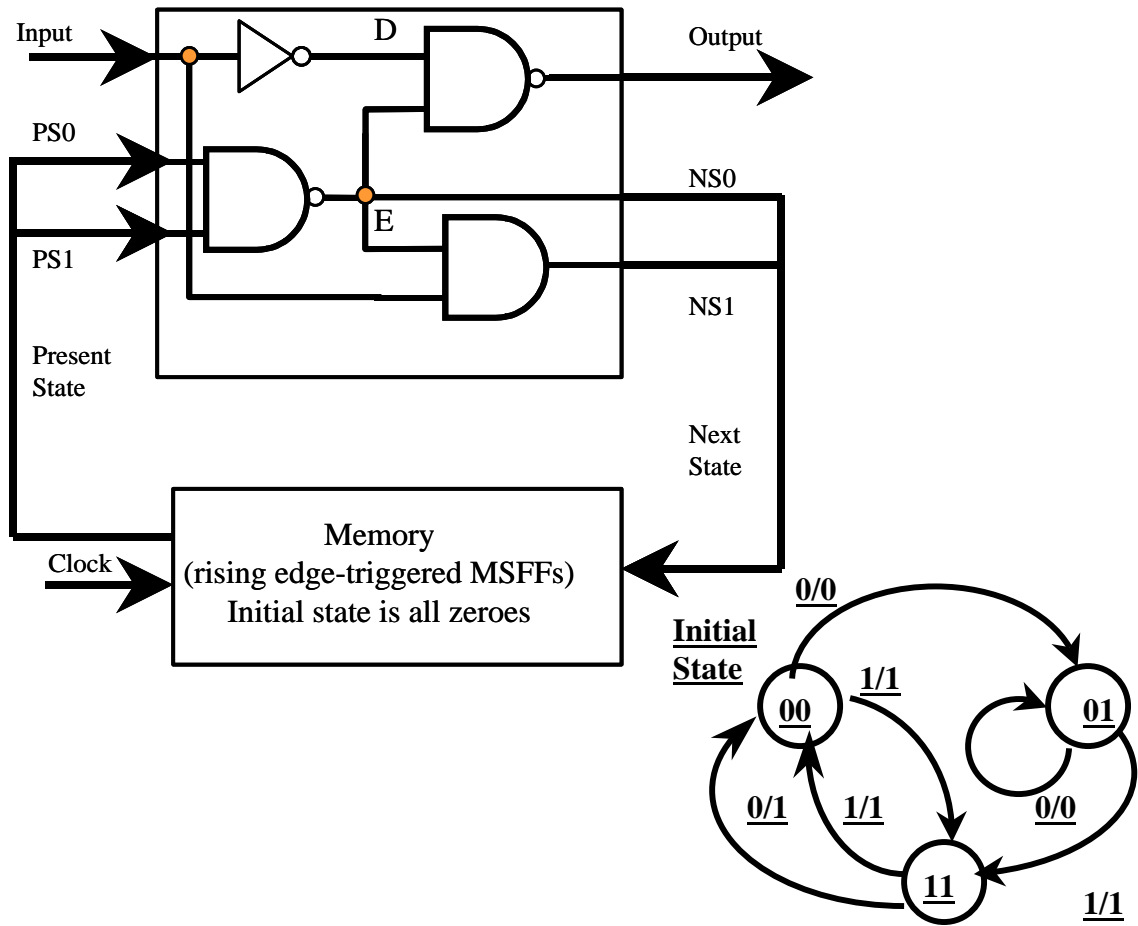 Input
D
Output
PS0
NS0
E
PS1
NS1
Present
State
Next
State
Memory
(rising edge-triggered MSFFs)
Initial state is all zeroes
Clock
0/0
Initial
State
1/1
00
01
0/1
1/1
0/0
11
1/1